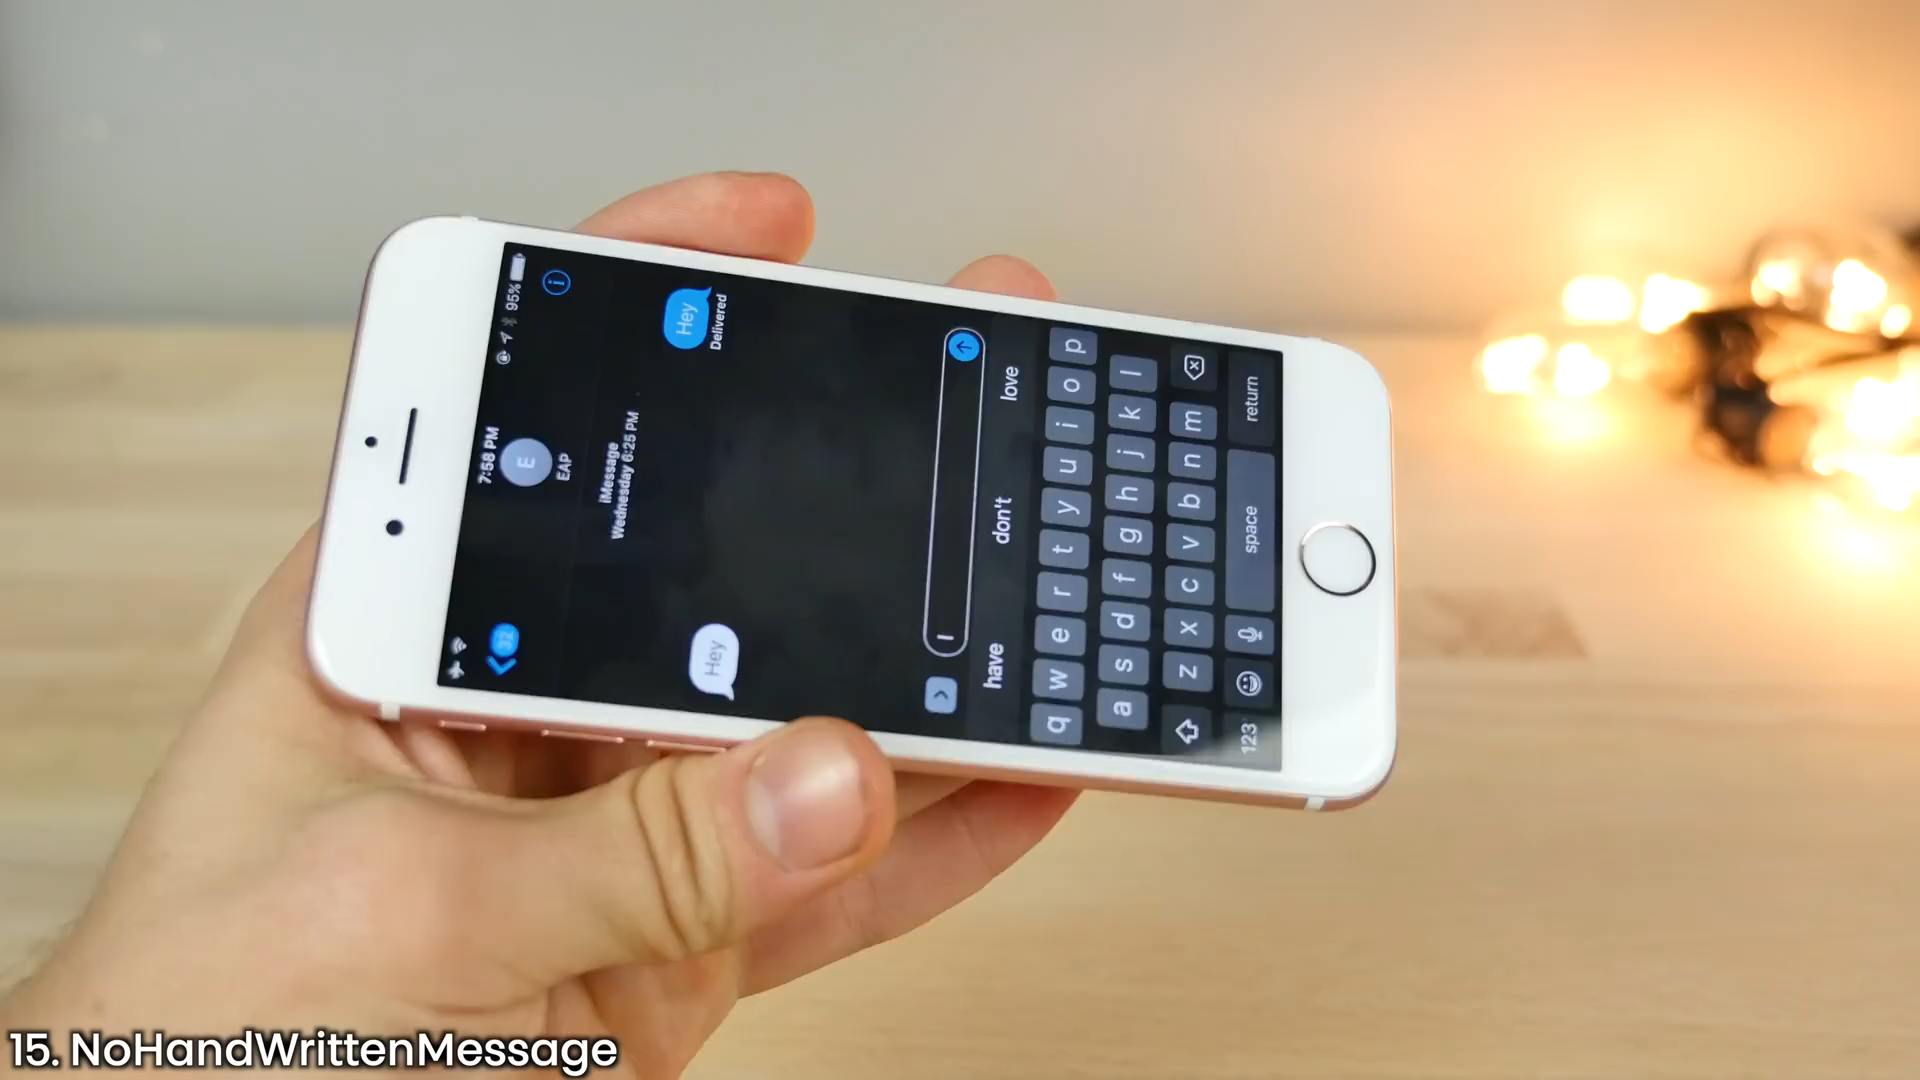 7:58 PM
95%
32
E
EAP
iMessage
Wednesday 6:25 PM
Hey
Delivered
Hey
I
have don't love
q w e r t y u i o p
a s d f g h j k l
z x c v b n m
123 space return
15. NoHandWrittenMessage